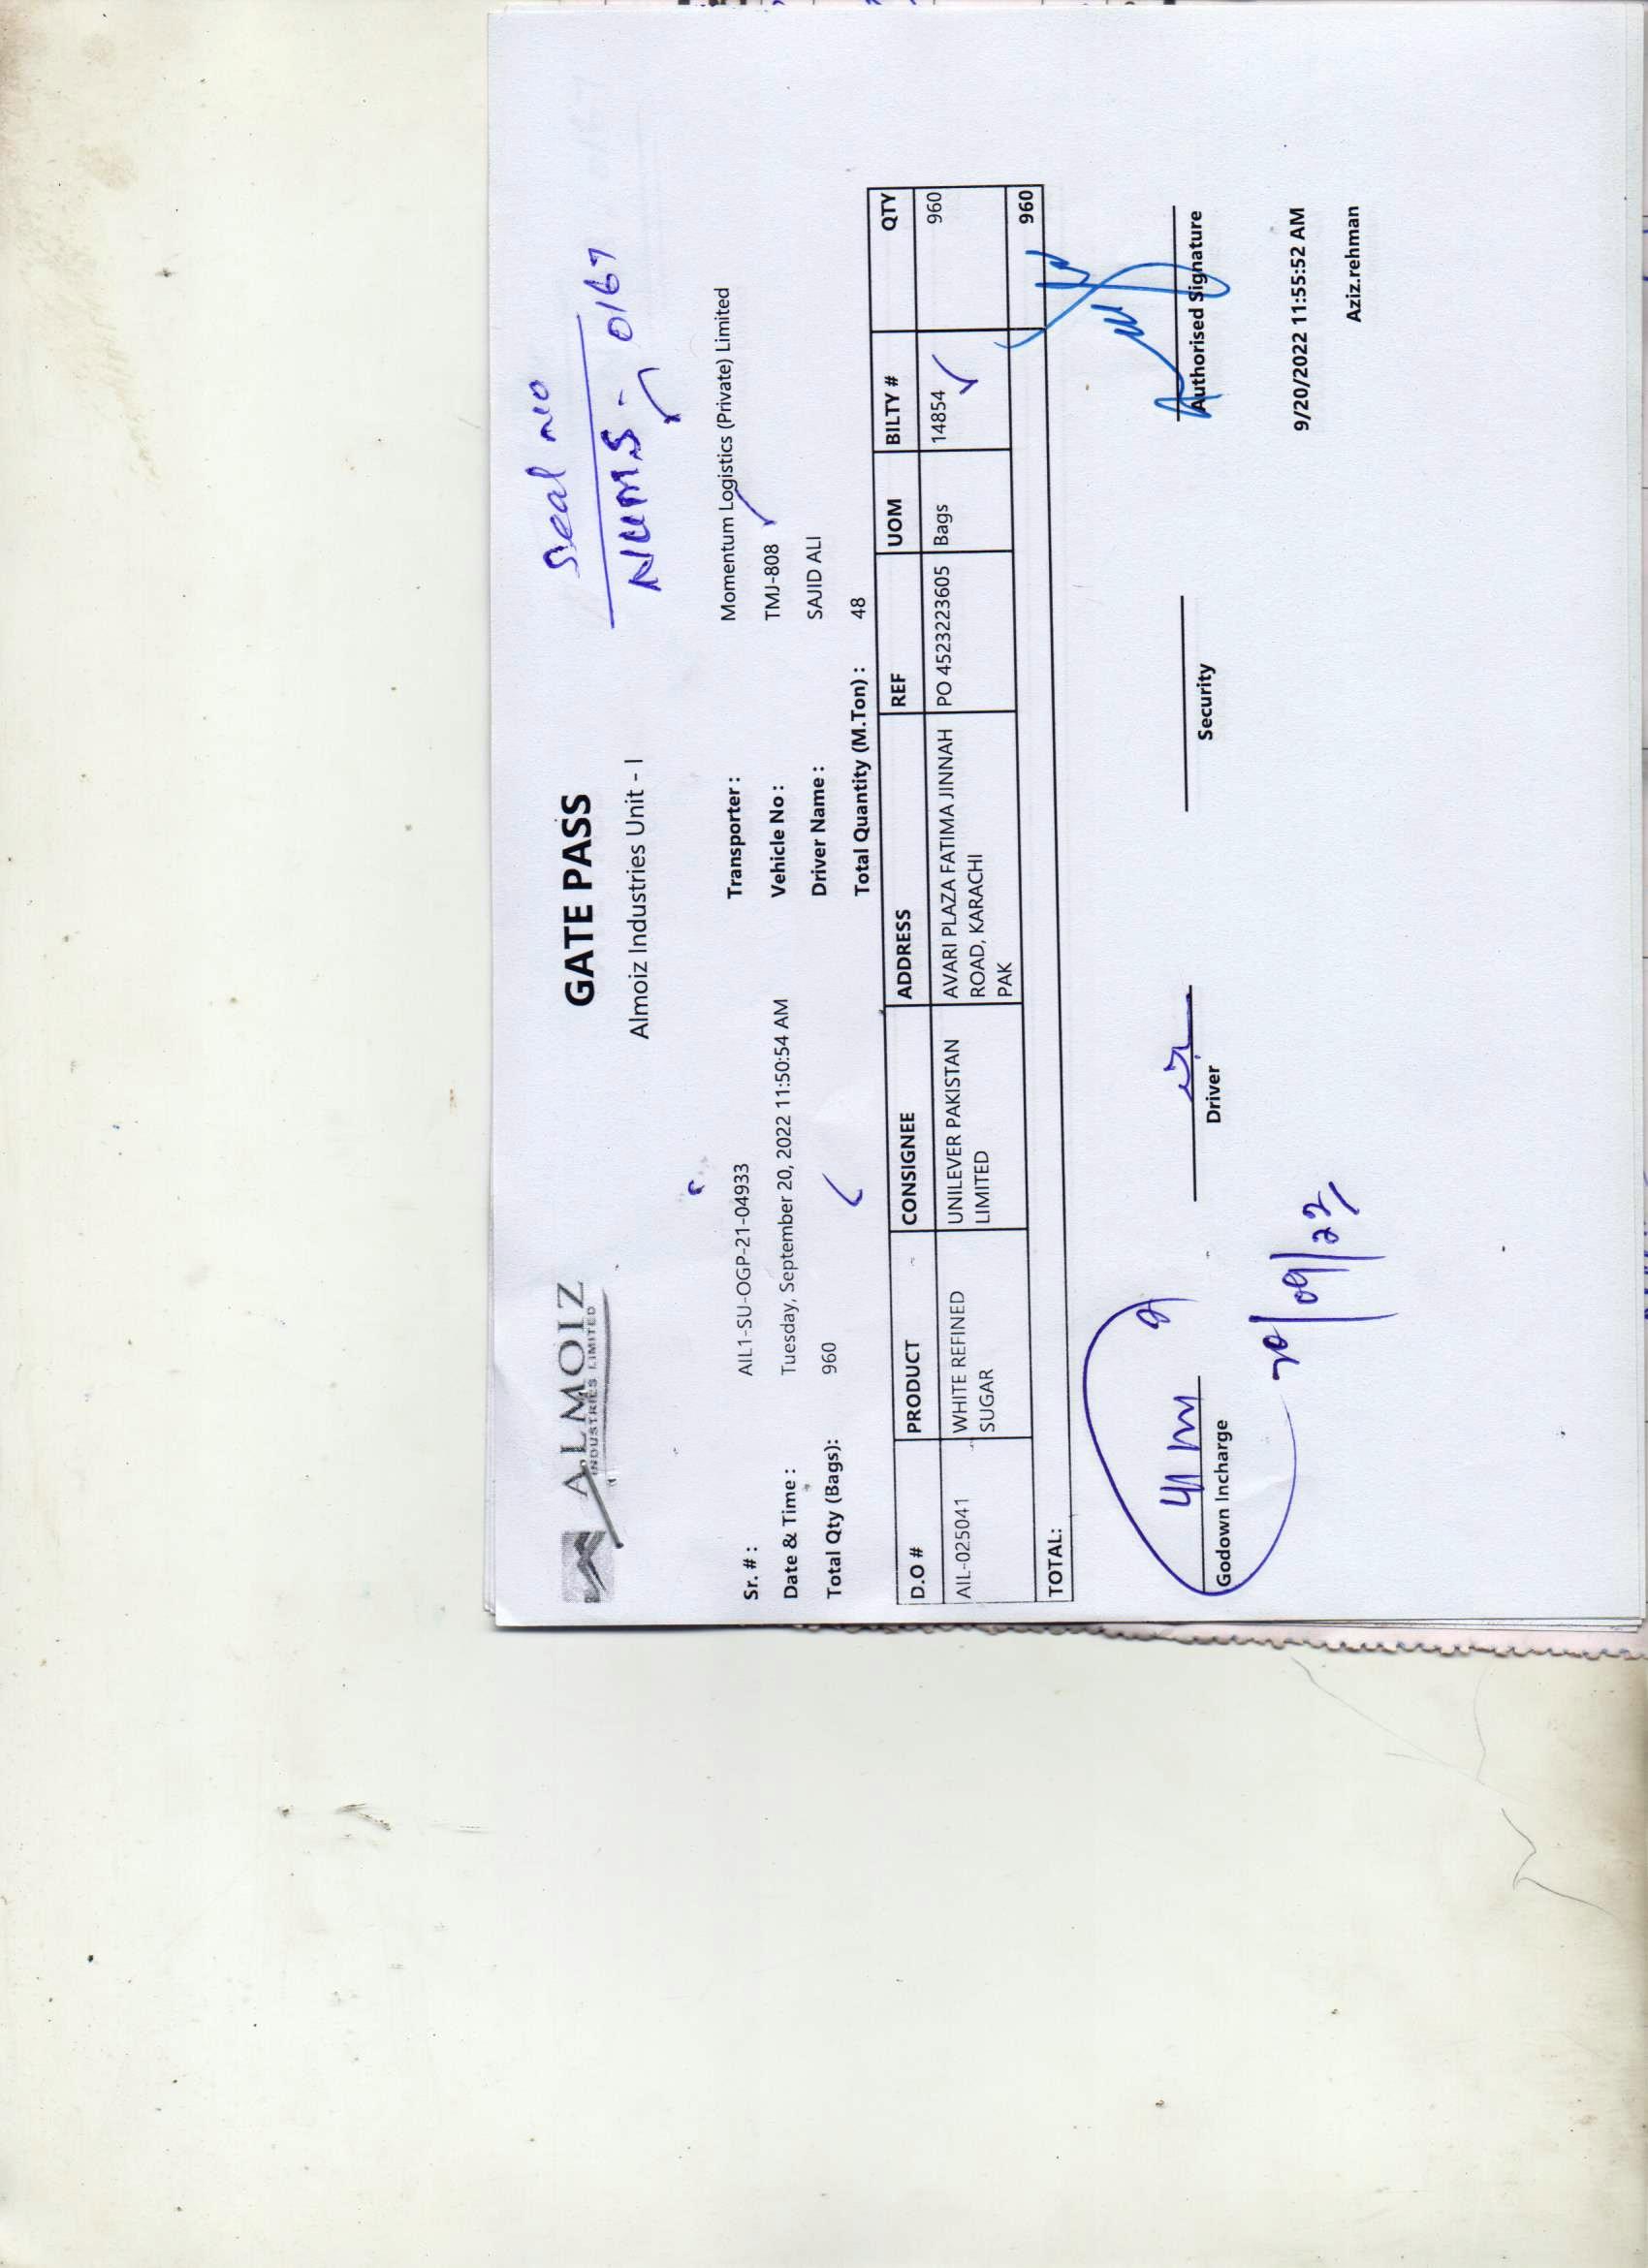 Seal no
NUMS - 0167
GATE PASS
Almoiz Industries Unit - I
ALMOIZ
INDUSTRIES LIMITED
Sr. # : AIL1-SU-OGP-21-04933 Transporter : Momentum Logistics (Private) Limited
Date & Time : Tuesday, September 20, 2022 11:50:54 AM Vehicle No : TMJ-808
Total Qty (Bags): 960 Driver Name : SAJID ALI
Total Quantity (M.Ton) : 48
D.O # PRODUCT CONSIGNEE ADDRESS REF UOM BILTY # QTY
AIL-025041 WHITE REFINED UNILEVER PAKISTAN AVARI PLAZA FATIMA JINNAH PO 4523223605 Bags 14854 960
SUGAR LIMITED ROAD, KARACHI
PAK
TOTAL: 960
Godown Incharge Driver Security Authorised Signature
20/09/22
9/20/2022 11:55:52 AM
Aziz.rehman